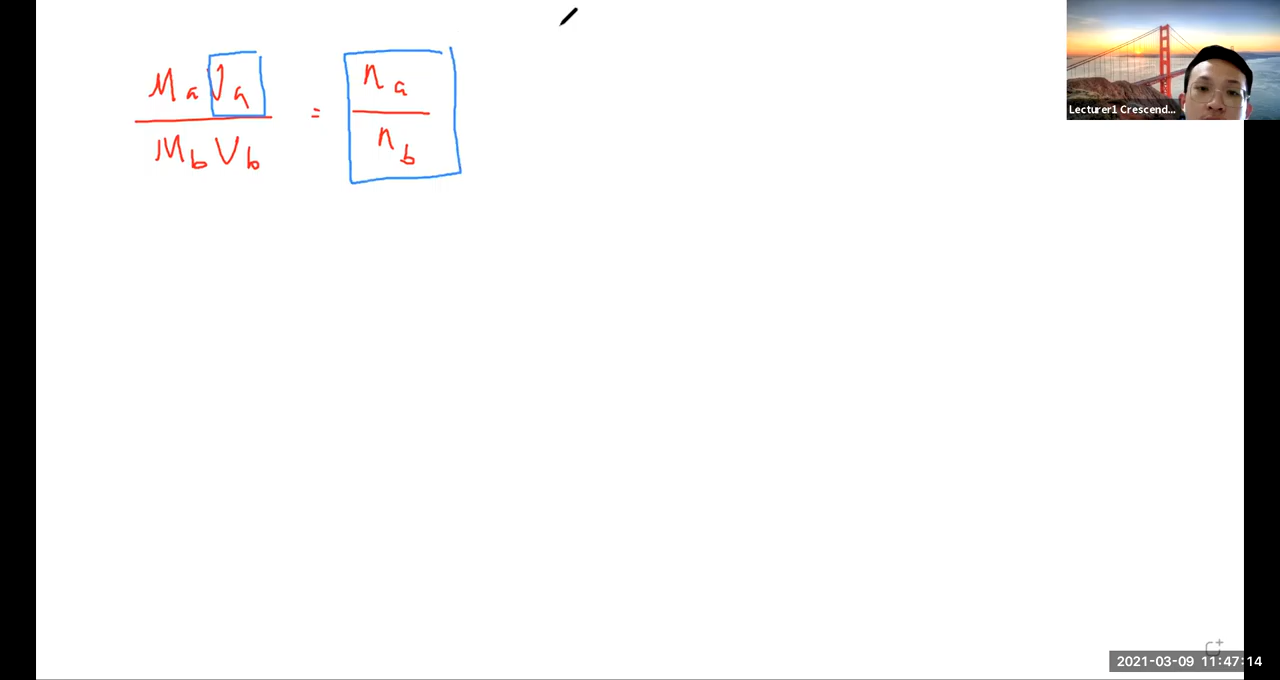 Ma Va
Mb Vb
=
na
nb
Lecturer1 Crescend...
2021-03-09 11:47:14